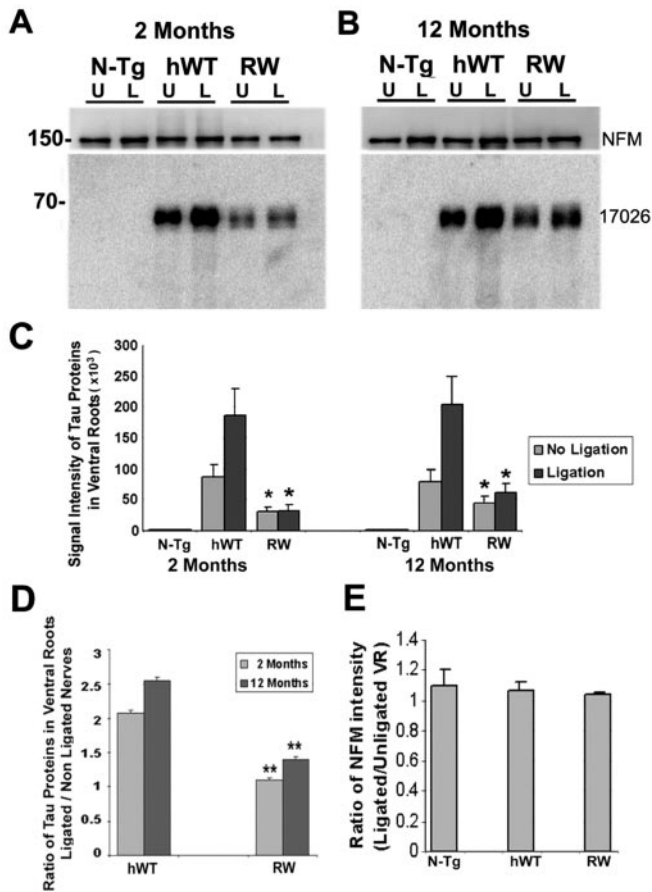 A
2 Months
N-Tg hWT RW
U L U L U L
150-
70-
B
12 Months
N-Tg hWT RW
U L U L U L
NFM
17026
C
Signal Intensity of Tau Proteins
in Ventral Roots ( x10³)
300
250
200
150
100
50
0
* *
* *
N-Tg hWT RW
2 Months
N-Tg hWT RW
12 Months
No Ligation
Ligation
D
Ratio of Tau Proteins in Ventral Roots
Ligated / Non Ligated Nerves
3
2.5
2
1.5
1
0.5
0
2 Months
12 Months
** **
hWT RW
E
Ratio of NFM intensity
(Ligated/Unligated VR)
1.4
1.2
1
0.8
0.6
0.4
0.2
0
N-Tg hWT RW